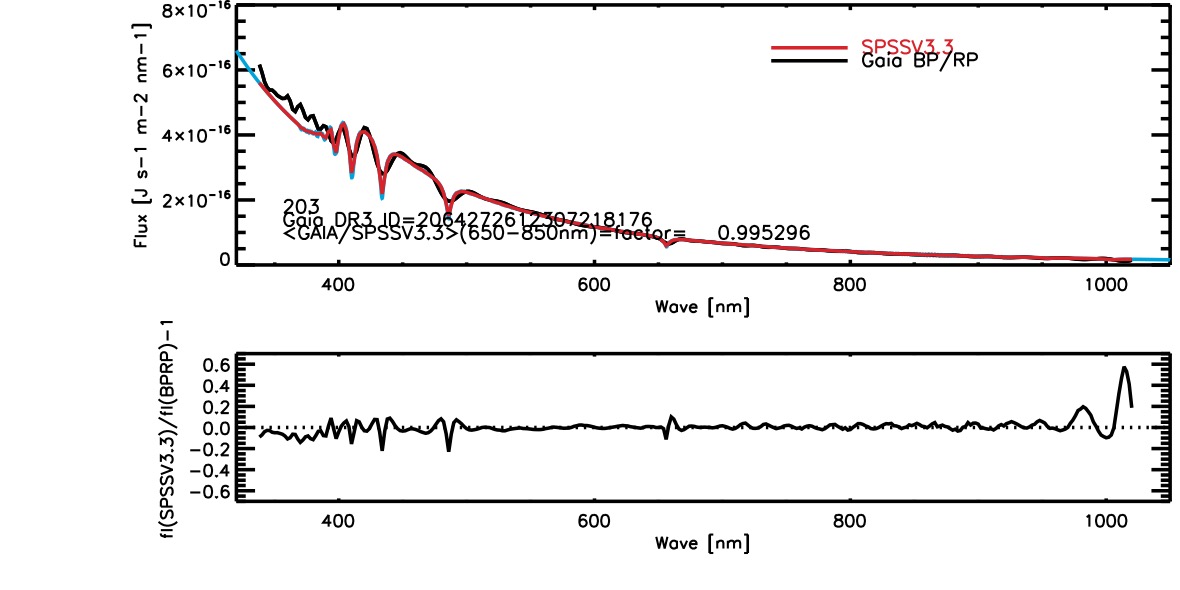 8×10−16
6×10−16
4×10−16
2×10−16
0
Flux [J s−1 m−2 nm−1]
SPSSV3.3
Gaia BP/RP
203
Gaia DR3 ID=2064272612307218176
<GAIA/SPSSV3.3>(650−850nm)=factor= 0.995296
400 600 800 1000
Wave [nm]
fl(SPSSV3.3)/fl(BPRP)−1
0.6
0.4
0.2
0.0
−0.2
−0.4
−0.6
400 600 800 1000
Wave [nm]